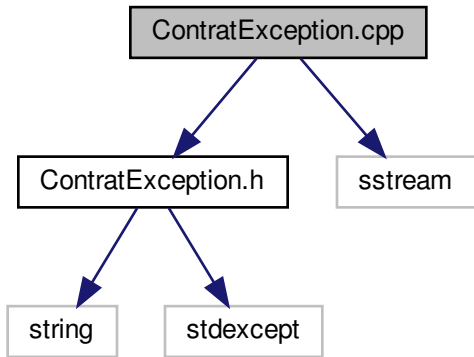 ContratException.cpp
ContratException.h
sstream
string
stdexcept